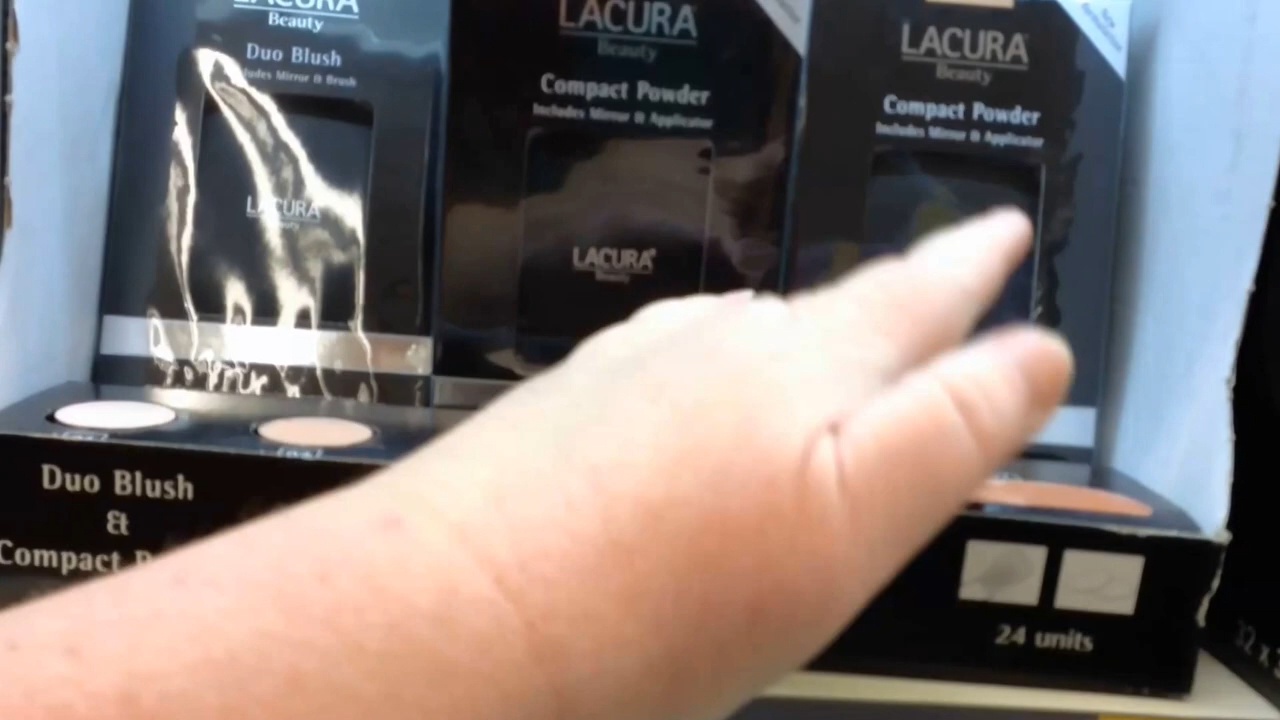 LACURA
Beauty
Duo Blush
Includes Mirror & Brush
LACURA
Beauty
LACURA
Beauty
Compact Powder
Includes Mirror & Applicator
LACURA
Beauty
LACURA
Beauty
Compact Powder
Includes Mirror & Applicator
Duo Blush
&
Compact
24 units